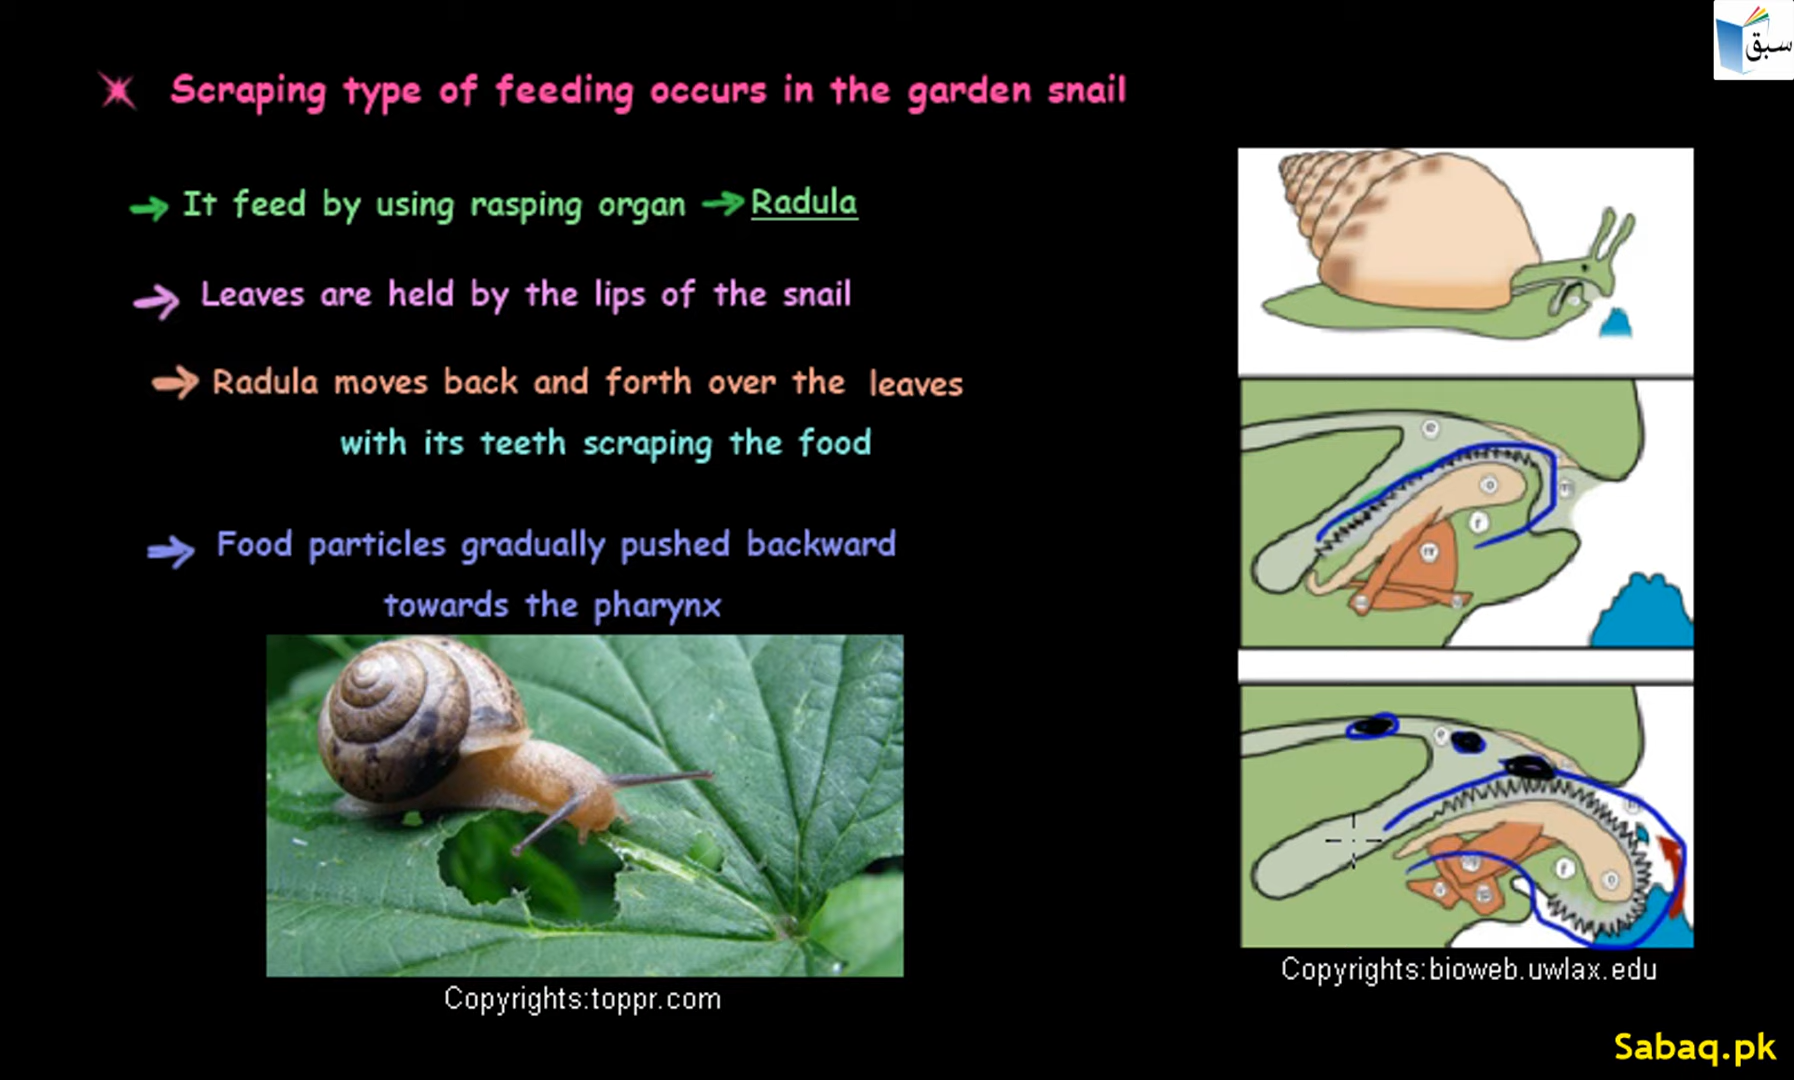 سبق
Scraping type of feeding occurs in the garden snail
It feed by using rasping organ → Radula
Leaves are held by the lips of the snail
Radula moves back and forth over the leaves
with its teeth scraping the food
Food particles gradually pushed backward
towards the pharynx
e
o
m
f
rr
e
f
o
Copyrights:bioweb.uwlax.edu
Copyrights:toppr.com
Sabaq.pk